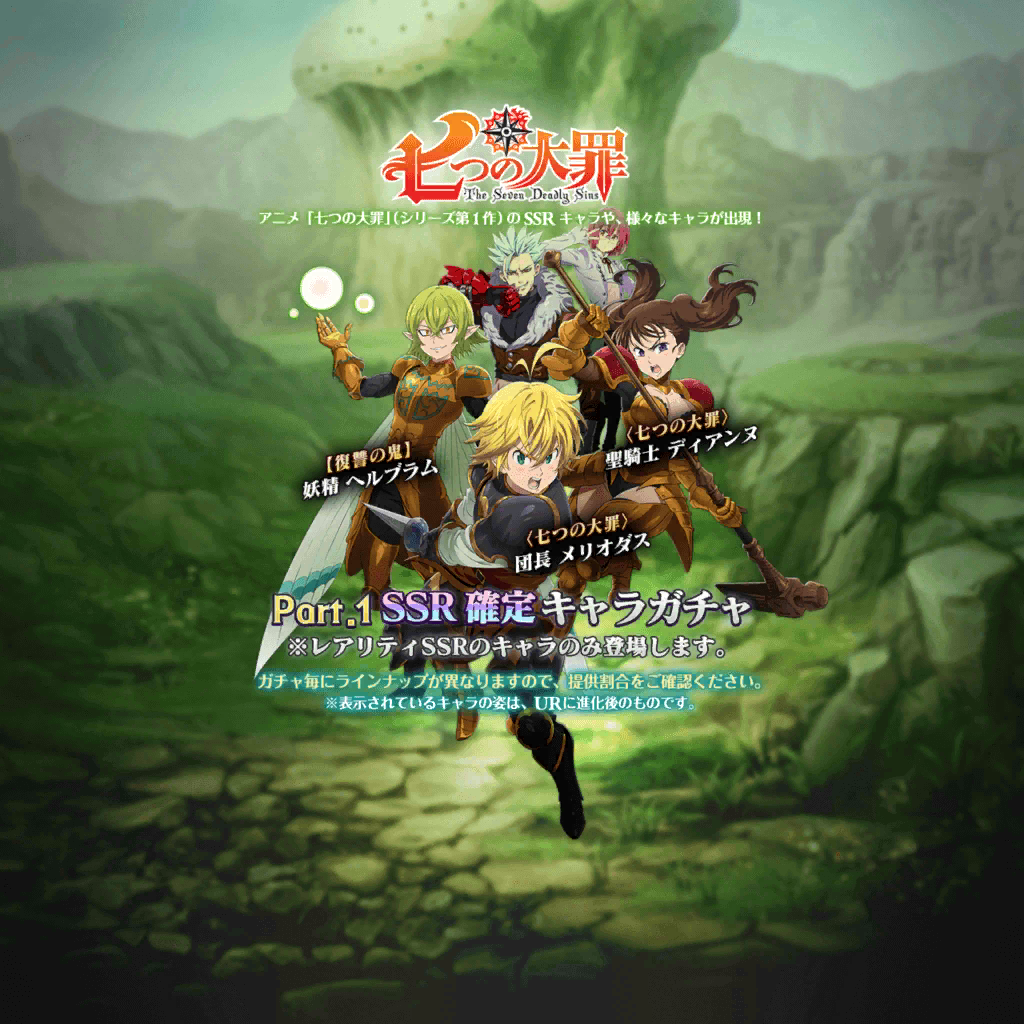 七つの大罪
The Seven Deadly Sins
アニメ「七つの大罪」(シリーズ第1作)のSSRキャラや、様々なキャラが出現！
〈七つの大罪〉
聖騎士 ディアンヌ
【復讐の鬼】
妖精 ヘルブラム
〈七つの大罪〉
団長 メリオダス
Part.1 SSR 確定 キャラガチャ
※レアリティSSRのキャラのみ登場します。
ガチャ毎にラインナップが異なりますので、提供割合をご確認ください。
※表示されているキャラの姿は、URに進化後のものです。